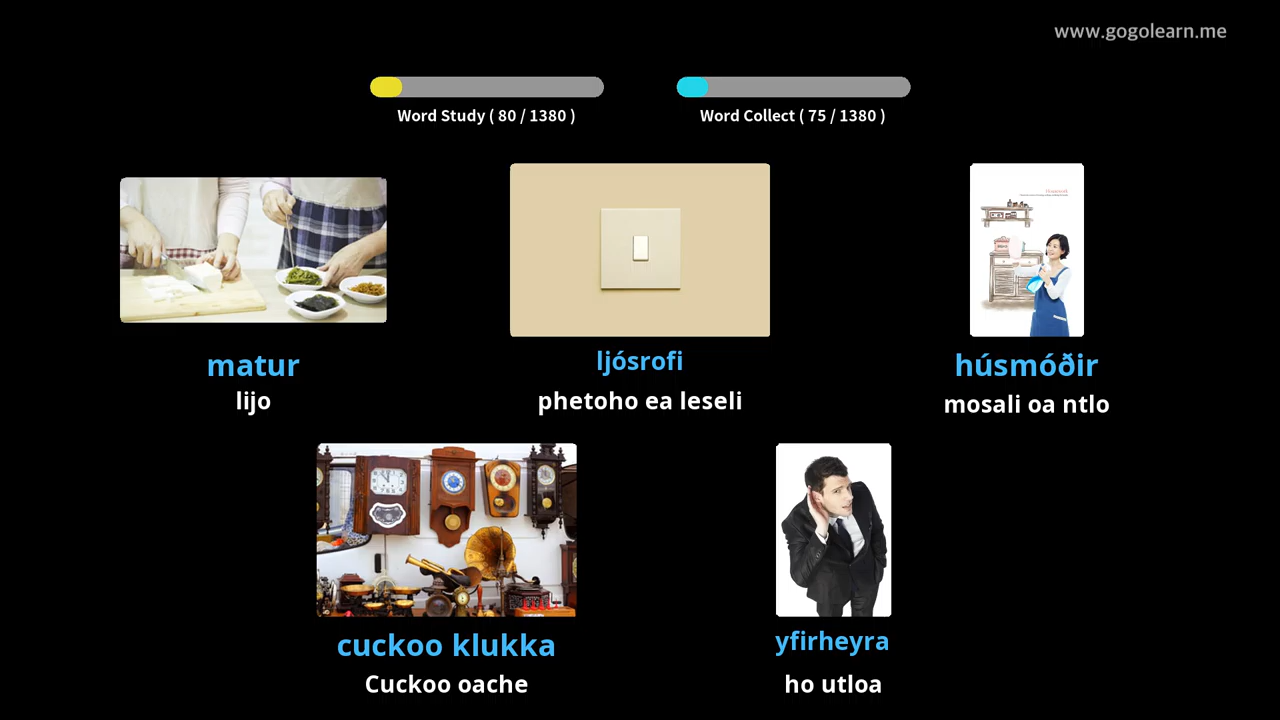 www.gogolearn.me
Word Study ( 80 / 1380 )
Word Collect ( 75 / 1380 )
matur
lijo
ljósrofi
phetoho ea leseli
húsmóðir
mosali oa ntlo
cuckoo klukka
Cuckoo oache
yfirheyra
ho utloa